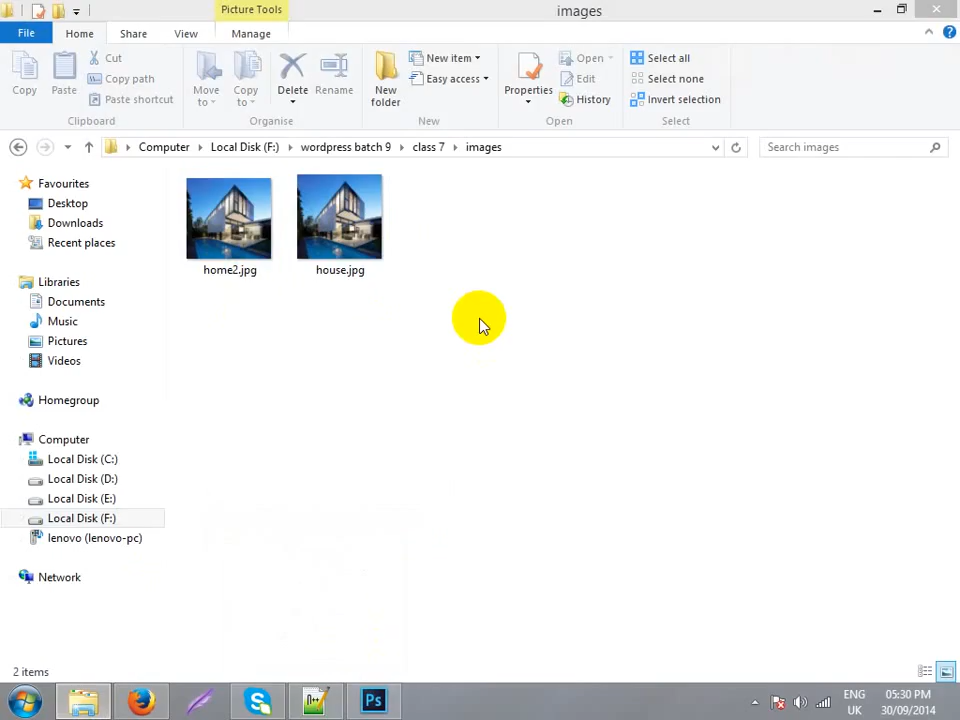 Picture Tools
images
File
Home
Share
View
Manage
Copy
Paste
Cut
Copy path
Paste shortcut
Clipboard
Move to
Copy to
Delete
Rename
Organise
New folder
New item
Easy access
New
Properties
Open
Edit
History
Open
Select all
Select none
Invert selection
Select
Computer
Local Disk (F:)
wordpress batch 9
class 7
images
Search images
Favourites
Desktop
Downloads
Recent places
Libraries
Documents
Music
Pictures
Videos
Homegroup
Computer
Local Disk (C:)
Local Disk (D:)
Local Disk (E:)
Local Disk (F:)
lenovo (lenovo-pc)
Network
home2.jpg
house.jpg
2 items
Ps
ENG
UK
05:30 PM
30/09/2014